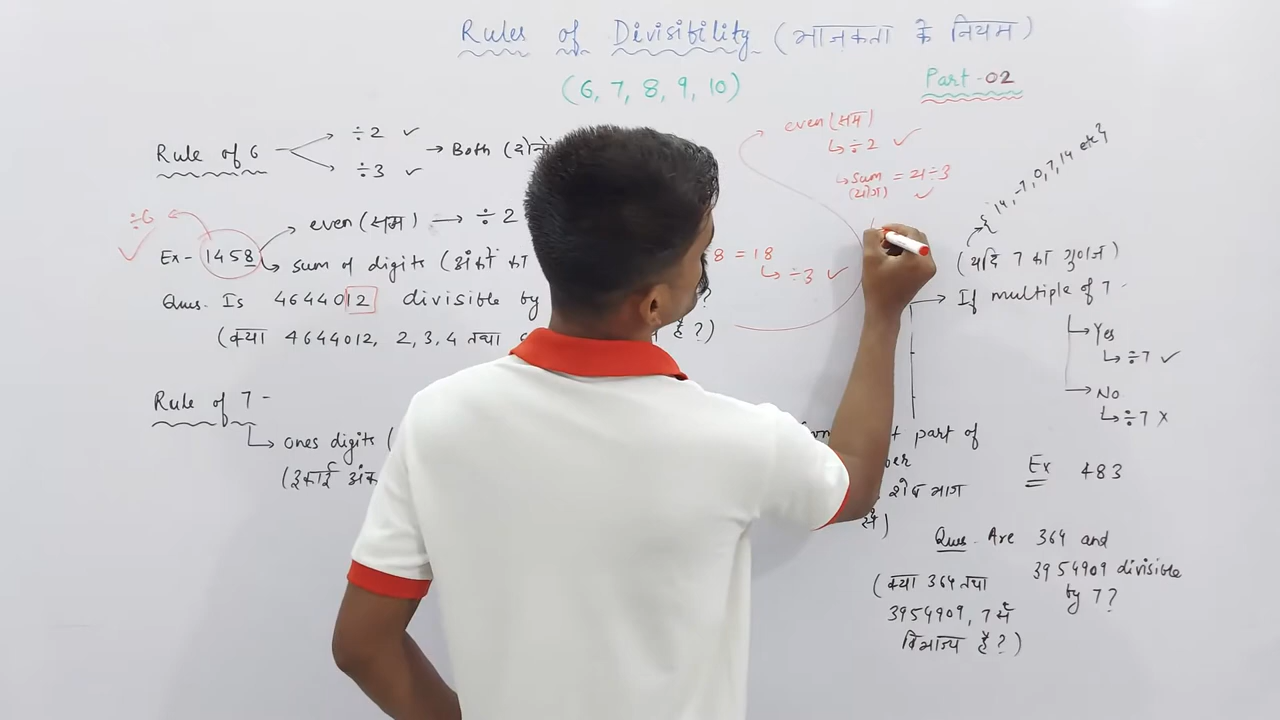 Rules of Divisibility (भाजकता के नियम)
(6, 7, 8, 9, 10)
Part-02
Rule of 6
÷2 ✓
÷3 ✓
→ Both
even (सम) → ÷2
÷6
✓
Ex- 1458
sum of digits (अंकों का
8 = 18
↳ ÷3 ✓
Ques. Is 4644012 divisible by ?
(क्या 4644012, 2, 3, 4 तथा है?)
even (सम)
↳ ÷2 ✓
↳ sum = 21÷3
(योग) ✓
Rule of 7 -
↳ ones digits (
(इकाई अंक
part of
शेष भाग
से)
{14, -7, 0, 7, 14 etc}
(यदि 7 का गुणज)
→ If multiple of 7 -
→ Yes
↳ ÷7 ✓
→ No
↳ ÷7 X
Ex 483
Ques. Are 364 and
3954909 divisible
by 7?
(क्या 364 तथा
3954909, 7 से
विभाज्य है?)